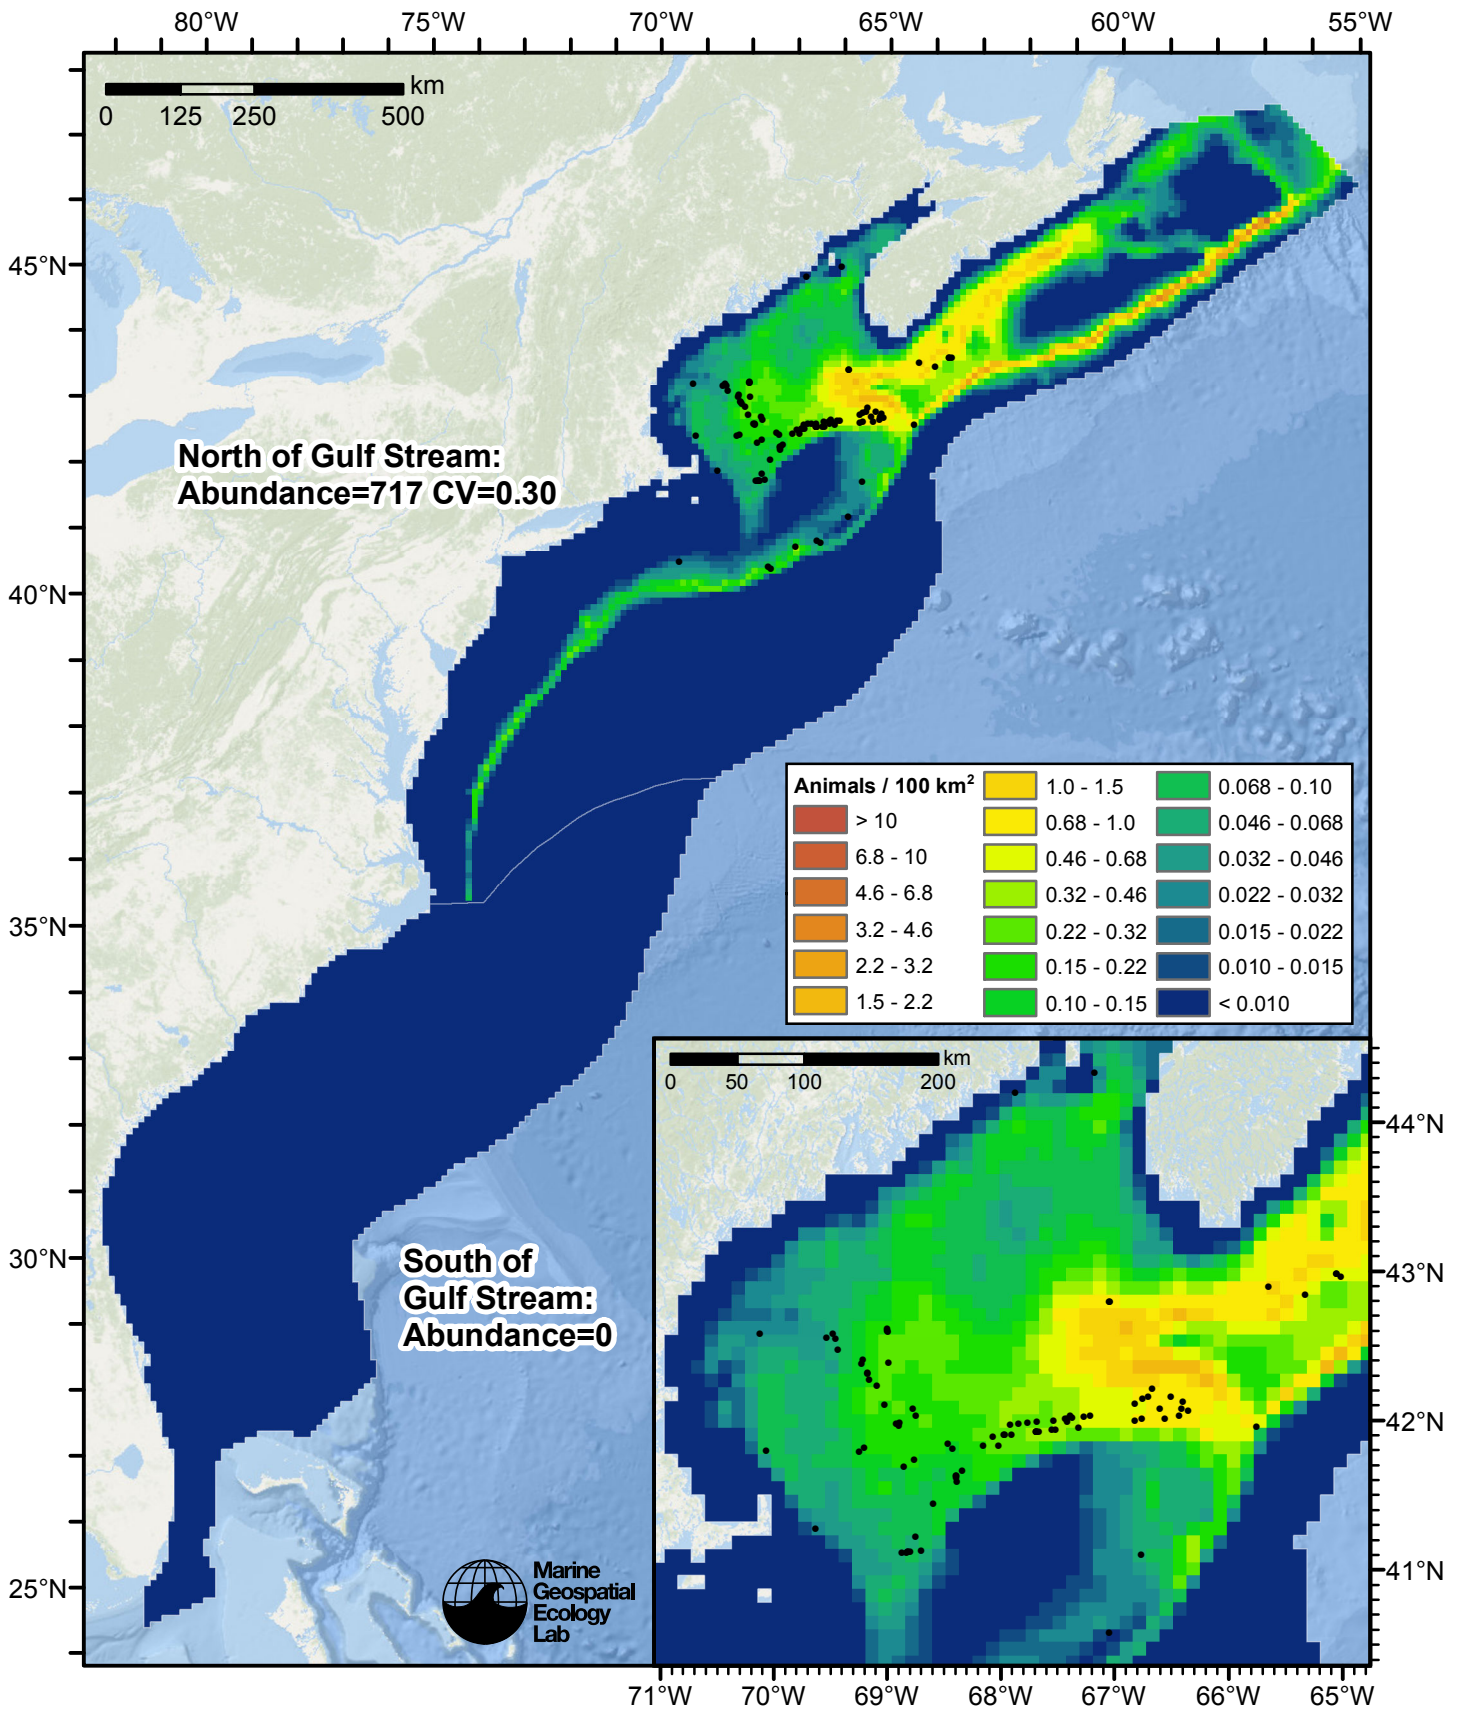 80°W 75°W 70°W 65°W 60°W 55°W
km
0 125 250 500
45°N
North of Gulf Stream:
Abundance=717 CV=0.30
40°N
Animals / 100 km²
> 10
6.8 - 10
4.6 - 6.8
3.2 - 4.6
2.2 - 3.2
1.5 - 2.2
1.0 - 1.5
0.68 - 1.0
0.46 - 0.68
0.32 - 0.46
0.22 - 0.32
0.15 - 0.22
0.10 - 0.15
0.068 - 0.10
0.046 - 0.068
0.032 - 0.046
0.022 - 0.032
0.015 - 0.022
0.010 - 0.015
< 0.010
35°N
30°N
South of
Gulf Stream:
Abundance=0
25°N
Marine
Geospatial
Ecology
Lab
km
0 50 100 200
44°N
43°N
42°N
41°N
71°W 70°W 69°W 68°W 67°W 66°W 65°W